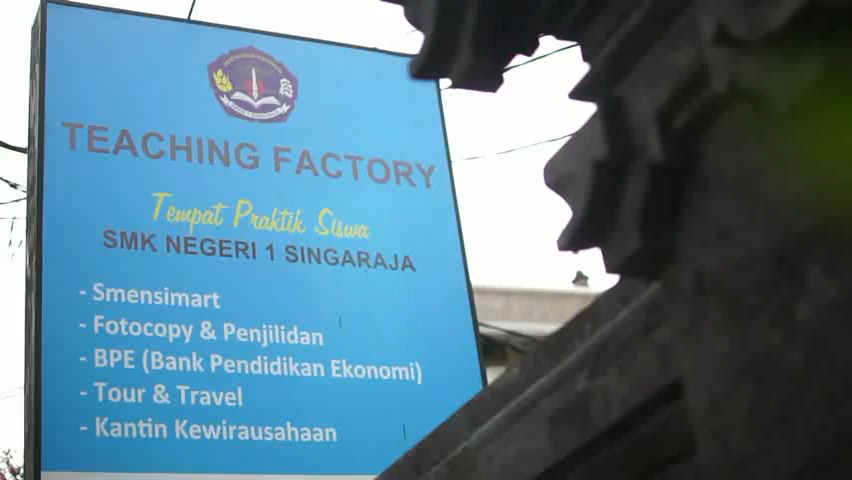 TEACHING FACTORY
Tempat Praktik Siswa
SMK NEGERI 1 SINGARAJA
- Smensimart
- Fotocopy & Penjilidan
- BPE (Bank Pendidikan Ekonomi)
- Tour & Travel
- Kantin Kewirausahaan